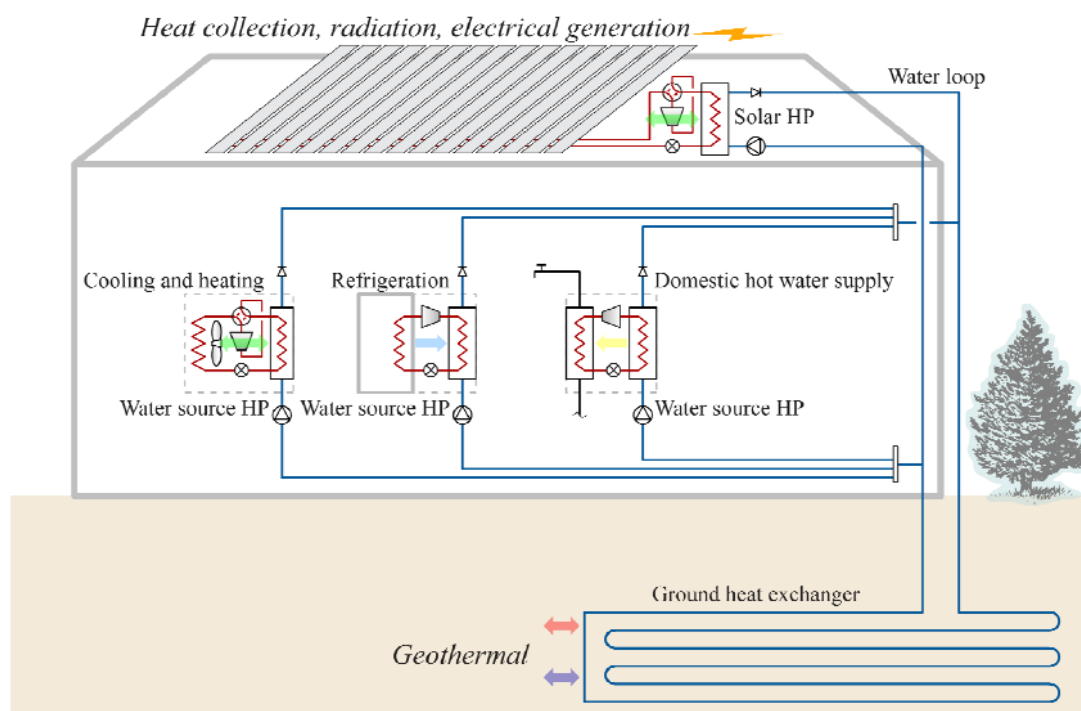 Heat collection, radiation, electrical generation
Water loop
Solar HP
Cooling and heating
Refrigeration
Domestic hot water supply
Water source HP
Water source HP
Water source HP
Ground heat exchanger
Geothermal